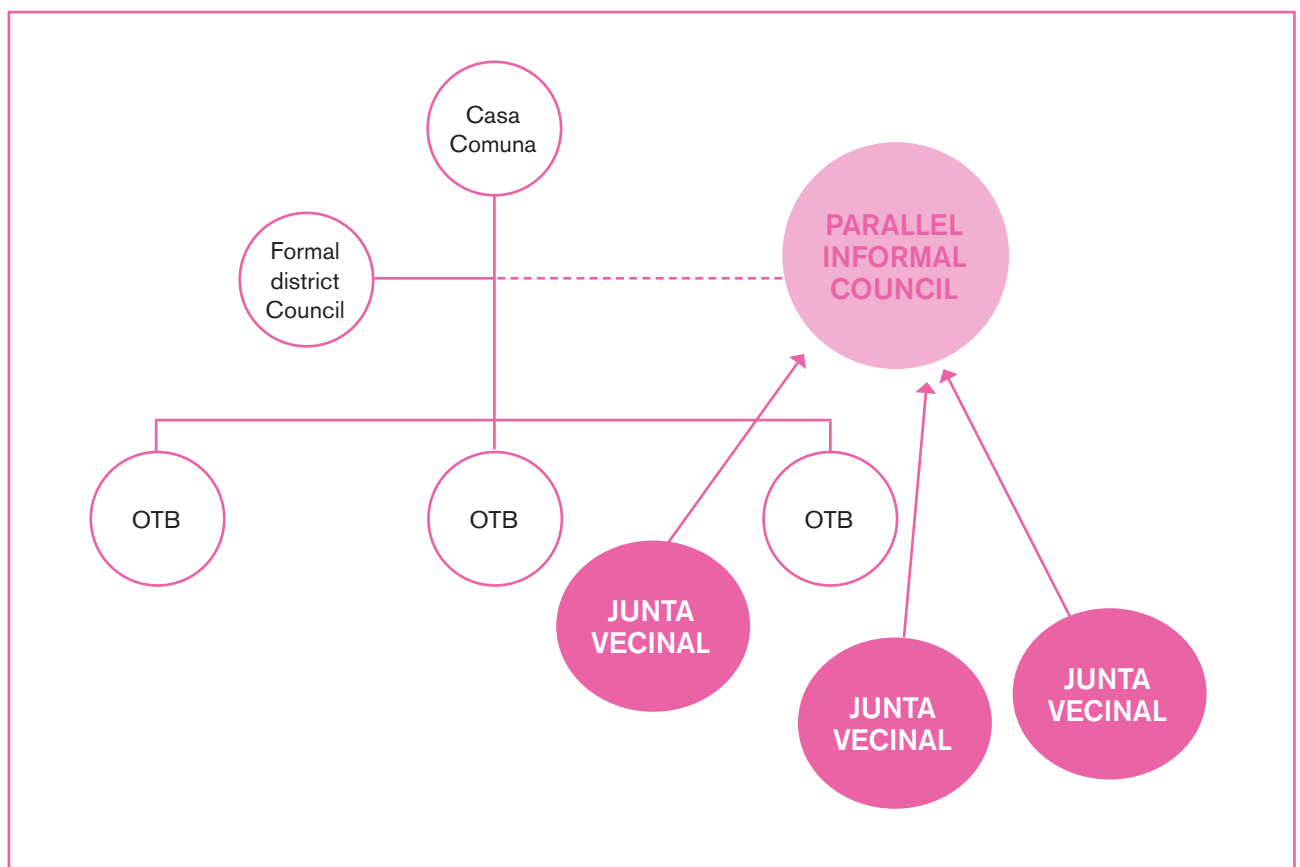 Casa
Comuna
PARALLEL
INFORMAL
COUNCIL
Formal
district
Council
OTB
OTB
OTB
JUNTA
VECINAL
JUNTA
VECINAL
JUNTA
VECINAL